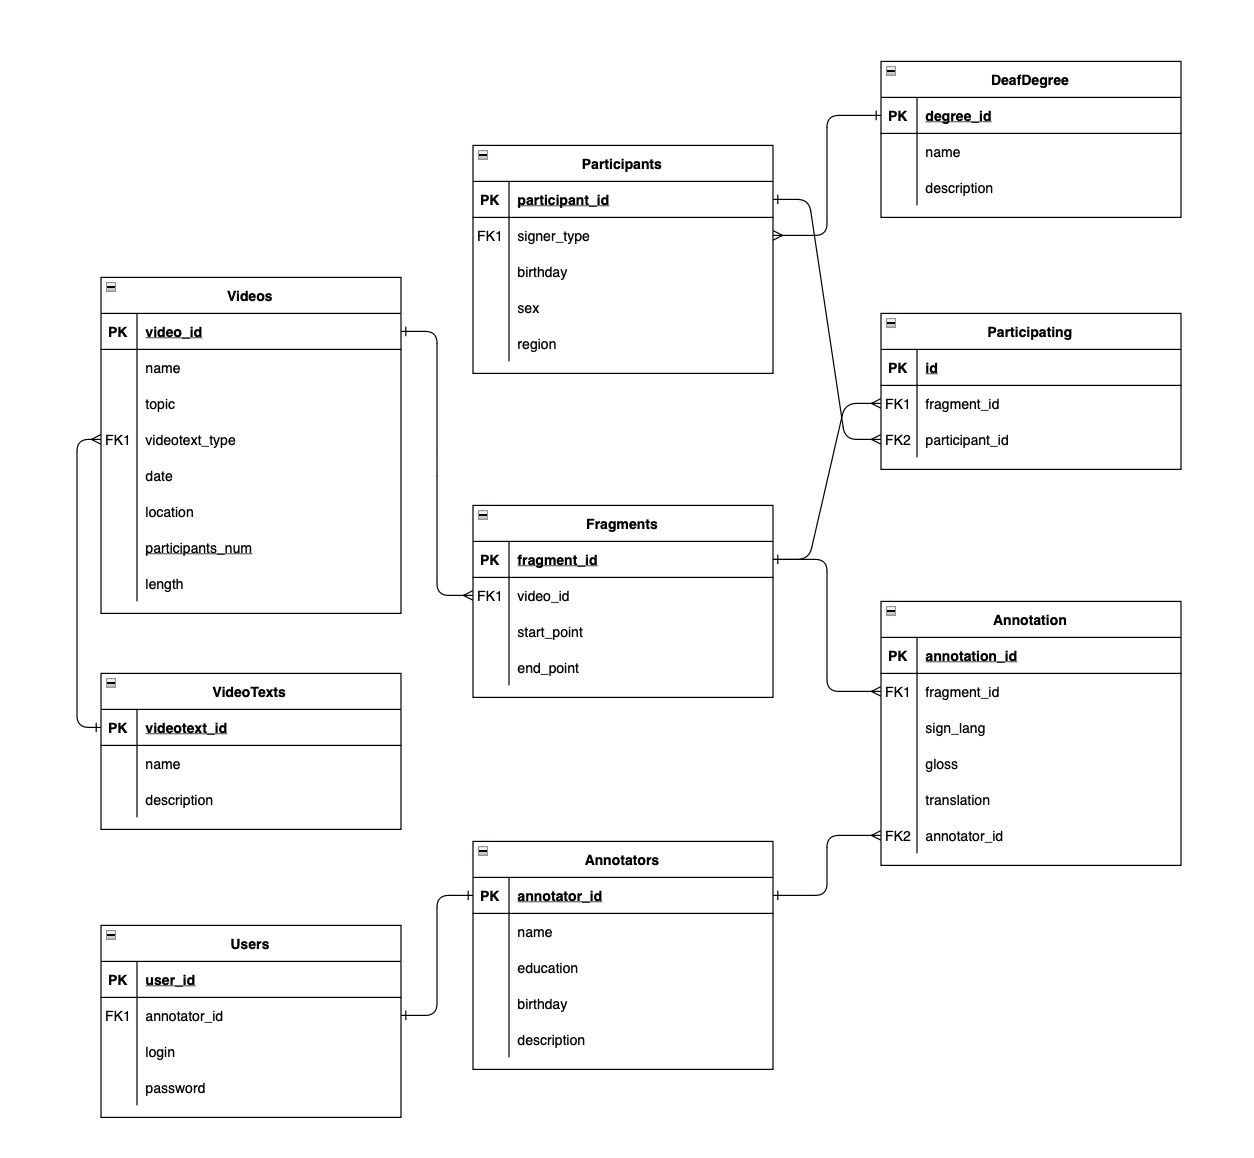 DeafDegree
PK degree_id
name
description
Participants
PK participant_id
FK1 signer_type
birthday
sex
region
Videos
PK video_id
name
topic
FK1 videotext_type
date
location
participants_num
length
Participating
PK id
FK1 fragment_id
FK2 participant_id
Fragments
PK fragment_id
FK1 video_id
start_point
end_point
Annotation
PK annotation_id
FK1 fragment_id
sign_lang
gloss
translation
FK2 annotator_id
VideoTexts
PK videotext_id
name
description
Annotators
PK annotator_id
name
education
birthday
description
Users
PK user_id
FK1 annotator_id
login
password